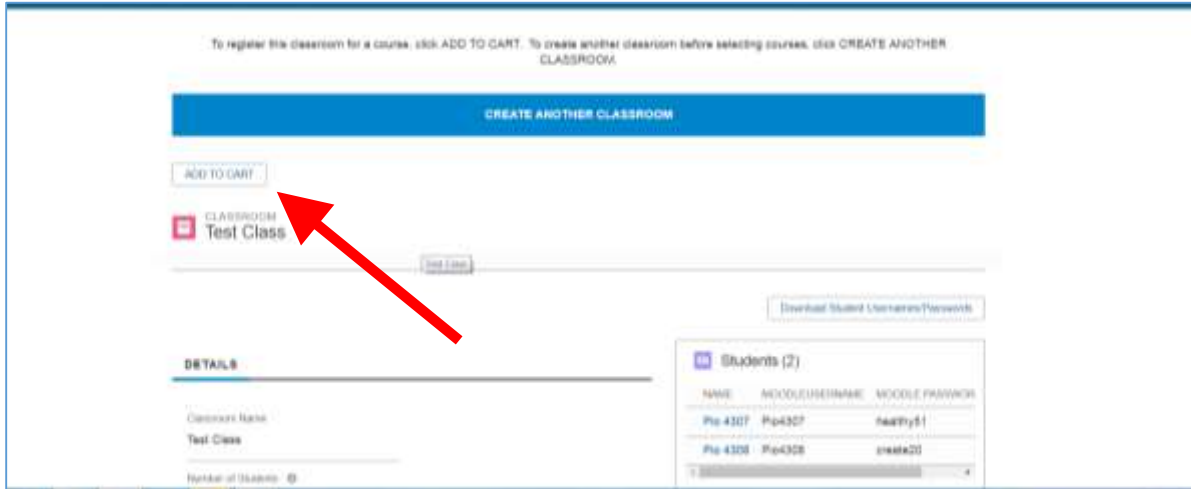 To register this classroom for a course, click ADD TO CART. To create another classroom before selecting courses, click CREATE ANOTHER
CLASSROOM.
CREATE ANOTHER CLASSROOM
ADD TO CART
CLASSROOM
Test Class
Test Class
Download Student Usernames/Passwords
DETAILS
Students (2)
NAME MOODLEUSERNAME MOODLE PASSWOR
Classroom Name
Pio 4307 Pio4307 healthy51
Test Class
Pio 4308 Pio4308 create20
Number of Students